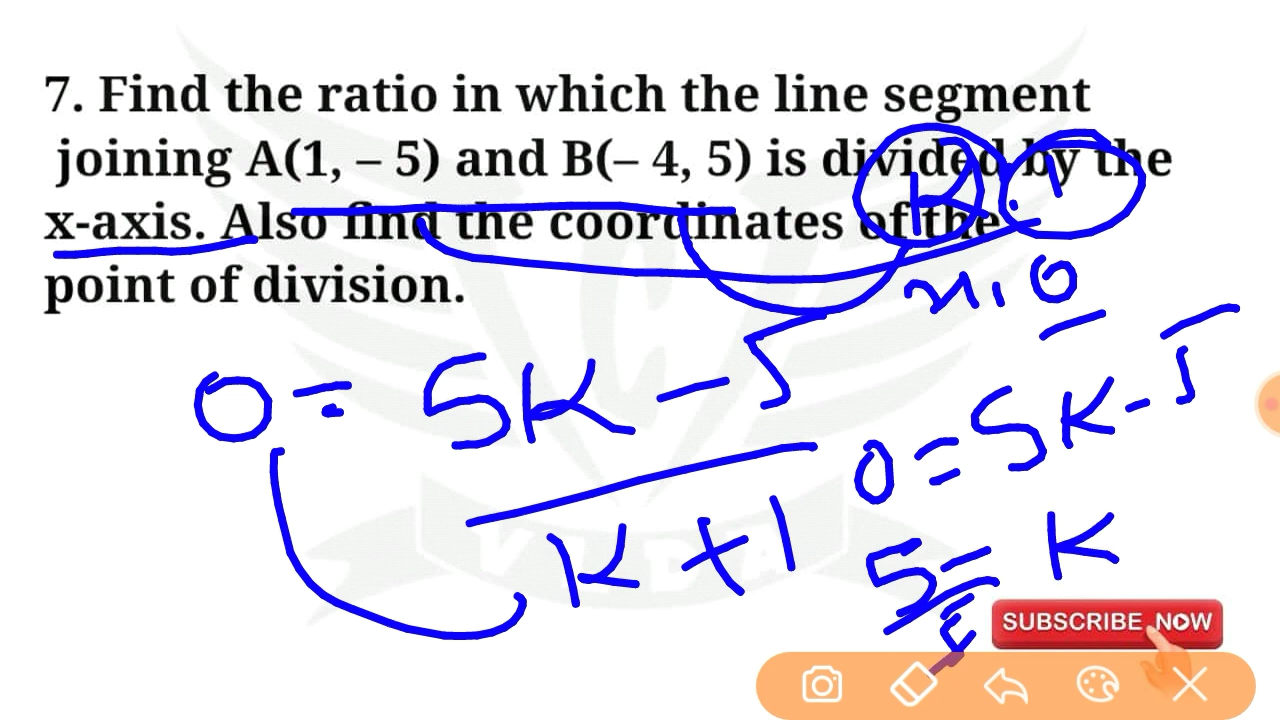 7. Find the ratio in which the line segment
joining A(1, – 5) and B(– 4, 5) is divided by the
x-axis. Also find the coordinates of the
point of division.
K : 1
x, 0
0 = 5K - 5
K + 1
0 = 5K - 5
5 = K
5
VIDA
SUBSCRIBE NOW